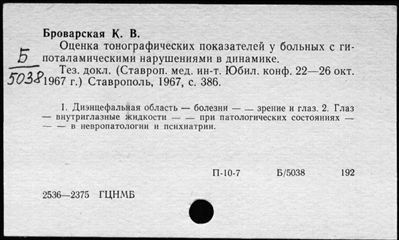 Броварская К. В.
Оценка тонографических показателей у больных с ги-
поталамическими нарушениями в динамике.
Б
5038
Тез. докл. (Ставроп. мед. ин-т. Юбил. конф. 22—26 окт.
1967 г.) Ставрополь, 1967, с. 386.
1. Диэнцефальная область — болезни — — зрение и глаз. 2. Глаз
— внутриглазные жидкости — — при патологических состояниях —
— — в невропатологии и психиатрии.
П-10-7 Б/5038 192
2536—2375 ГЦНМБ